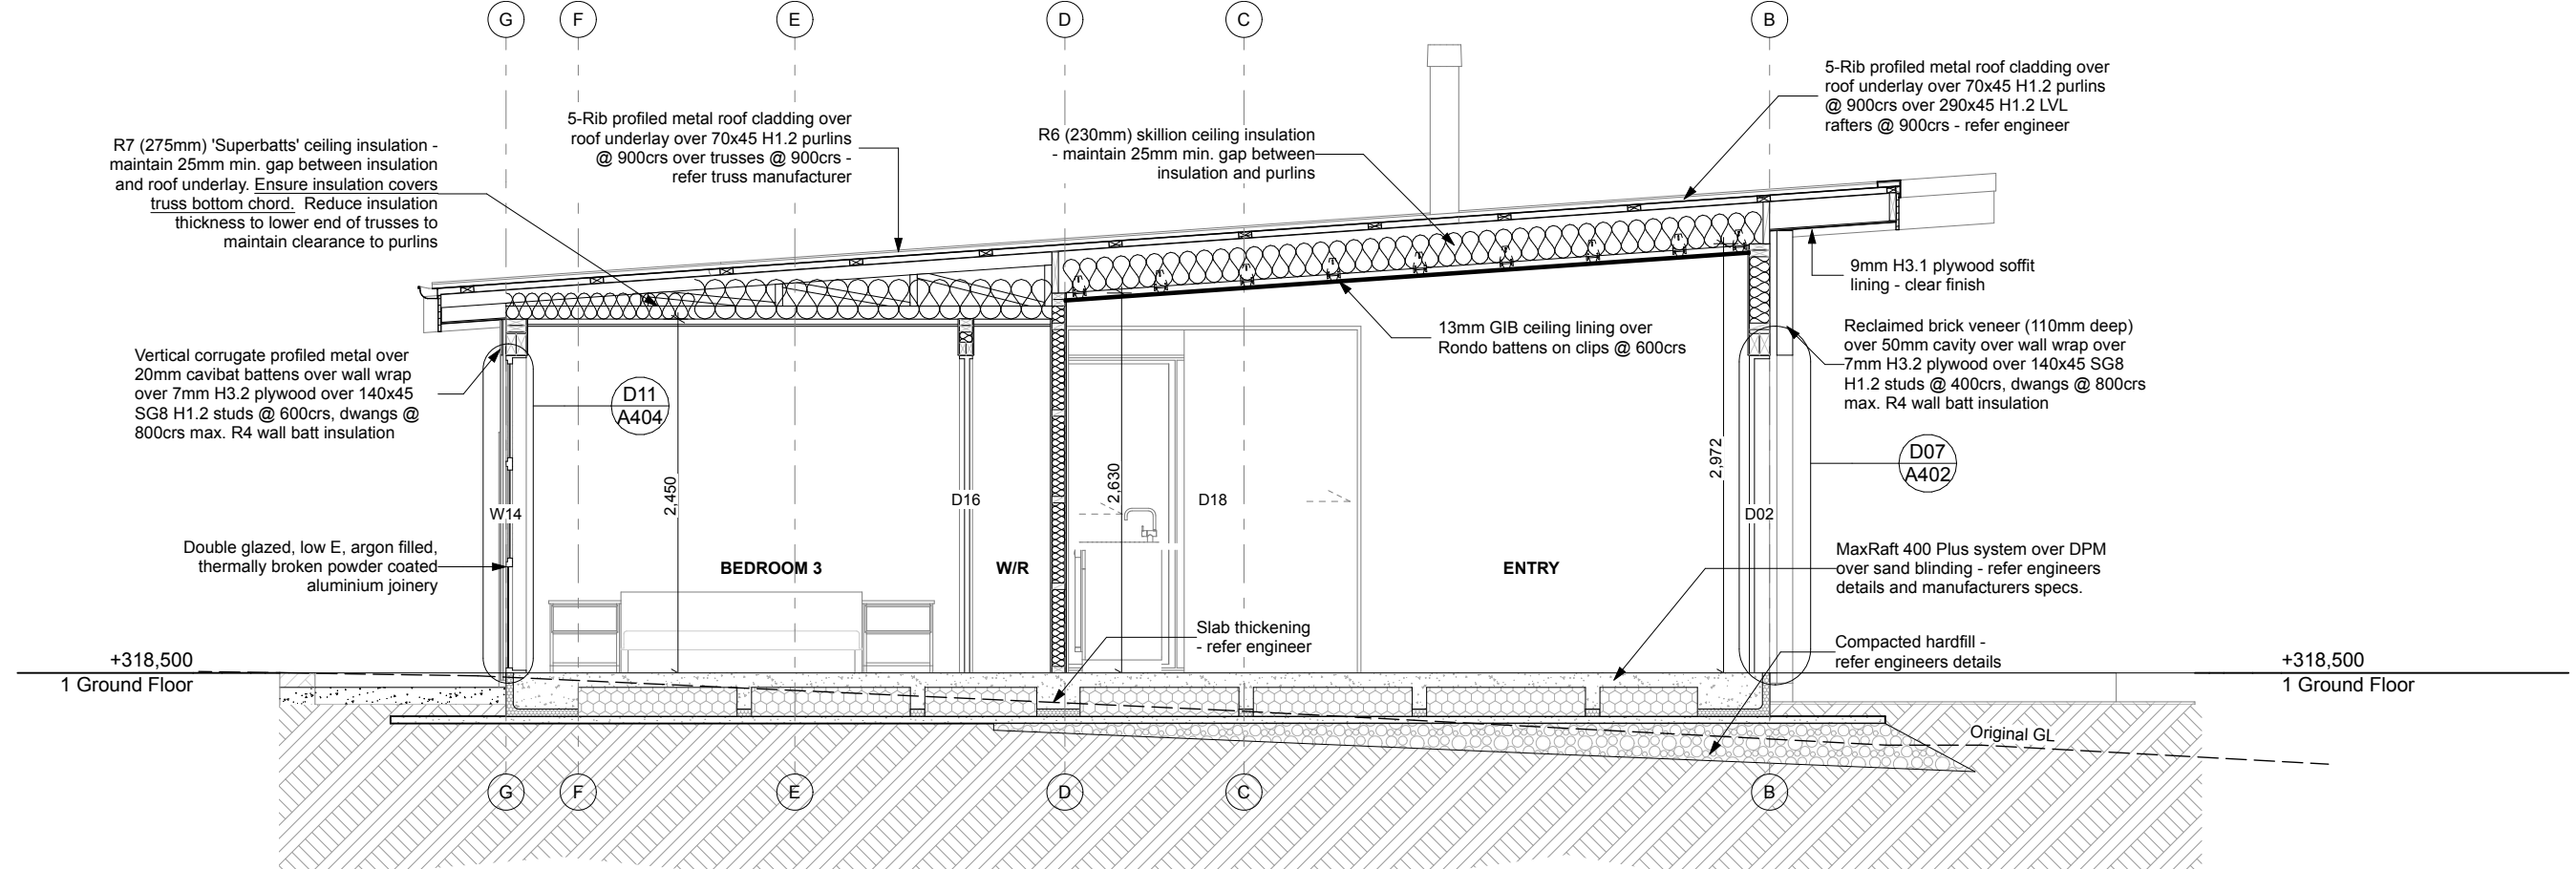 G
F
E
D
C
B
5-Rib profiled metal roof cladding over
roof underlay over 70x45 H1.2 purlins
@ 900crs over 290x45 H1.2 LVL
rafters @ 900crs - refer engineer
5-Rib profiled metal roof cladding over
roof underlay over 70x45 H1.2 purlins
@ 900crs over trusses @ 900crs -
refer truss manufacturer
R6 (230mm) skillion ceiling insulation
- maintain 25mm min. gap between
insulation and purlins
R7 (275mm) 'Superbatts' ceiling insulation -
maintain 25mm min. gap between insulation
and roof underlay. Ensure insulation covers
truss bottom chord. Reduce insulation
thickness to lower end of trusses to
maintain clearance to purlins
9mm H3.1 plywood soffit
lining - clear finish
13mm GIB ceiling lining over
Rondo battens on clips @ 600crs
Reclaimed brick veneer (110mm deep)
over 50mm cavity over wall wrap over
7mm H3.2 plywood over 140x45 SG8
H1.2 studs @ 400crs, dwangs @ 800crs
max. R4 wall batt insulation
Vertical corrugate profiled metal over
20mm cavibat battens over wall wrap
over 7mm H3.2 plywood over 140x45
SG8 H1.2 studs @ 600crs, dwangs @
800crs max. R4 wall batt insulation
D11
A404
D07
A402
2,450
2,630
2,972
W14
D16
D18
D02
Double glazed, low E, argon filled,
thermally broken powder coated
aluminium joinery
BEDROOM 3
W/R
ENTRY
MaxRaft 400 Plus system over DPM
over sand blinding - refer engineers
details and manufacturers specs.
Slab thickening
- refer engineer
Compacted hardfill -
refer engineers details
+318,500
1 Ground Floor
+318,500
1 Ground Floor
Original GL
G
F
E
D
C
B